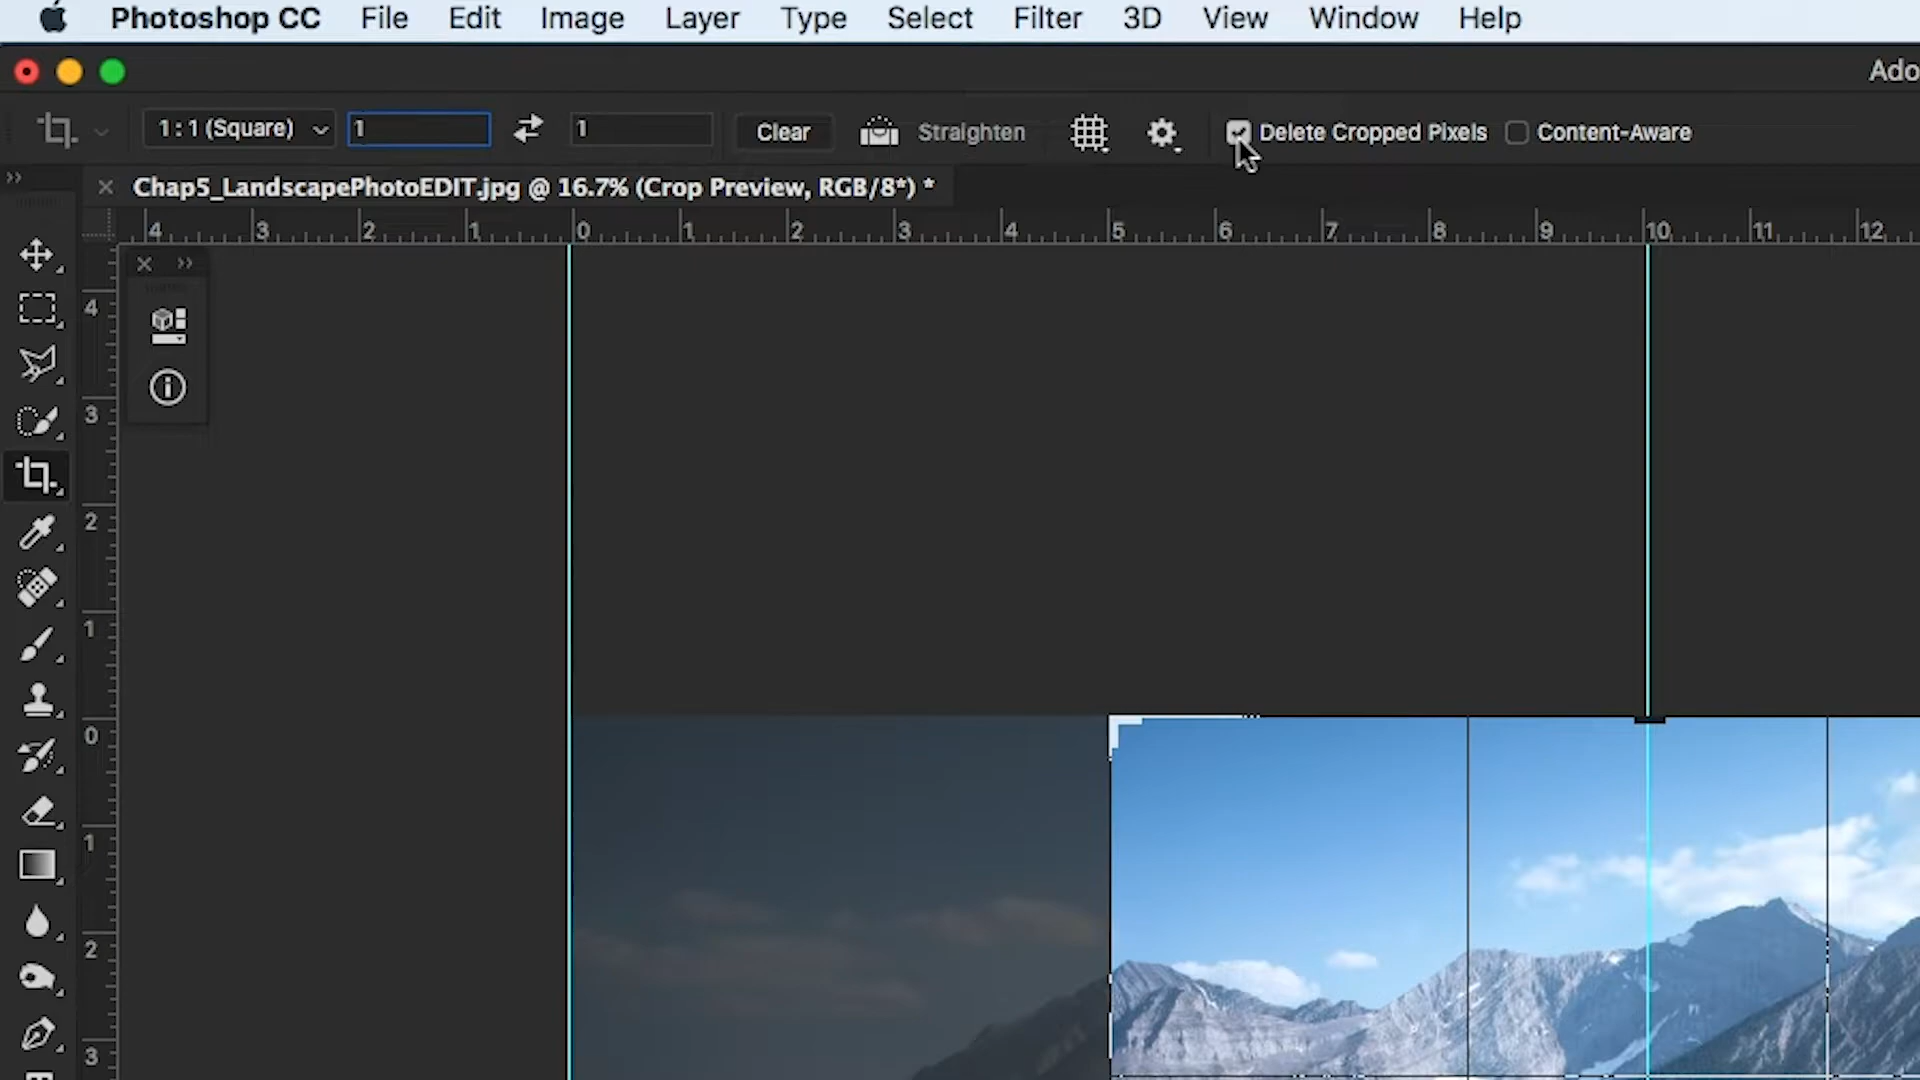 Photoshop CC File Edit Image Layer Type Select Filter 3D View Window Help
Ado
1 : 1 (Square) 1 1 Clear Straighten Delete Cropped Pixels Content-Aware
Chap5_LandscapePhotoEDIT.jpg @ 16.7% (Crop Preview, RGB/8*) *
4 3 2 1 0 1 2 3 4 5 6 7 8 9 10 11 12
4
3
2
1
0
1
2
3